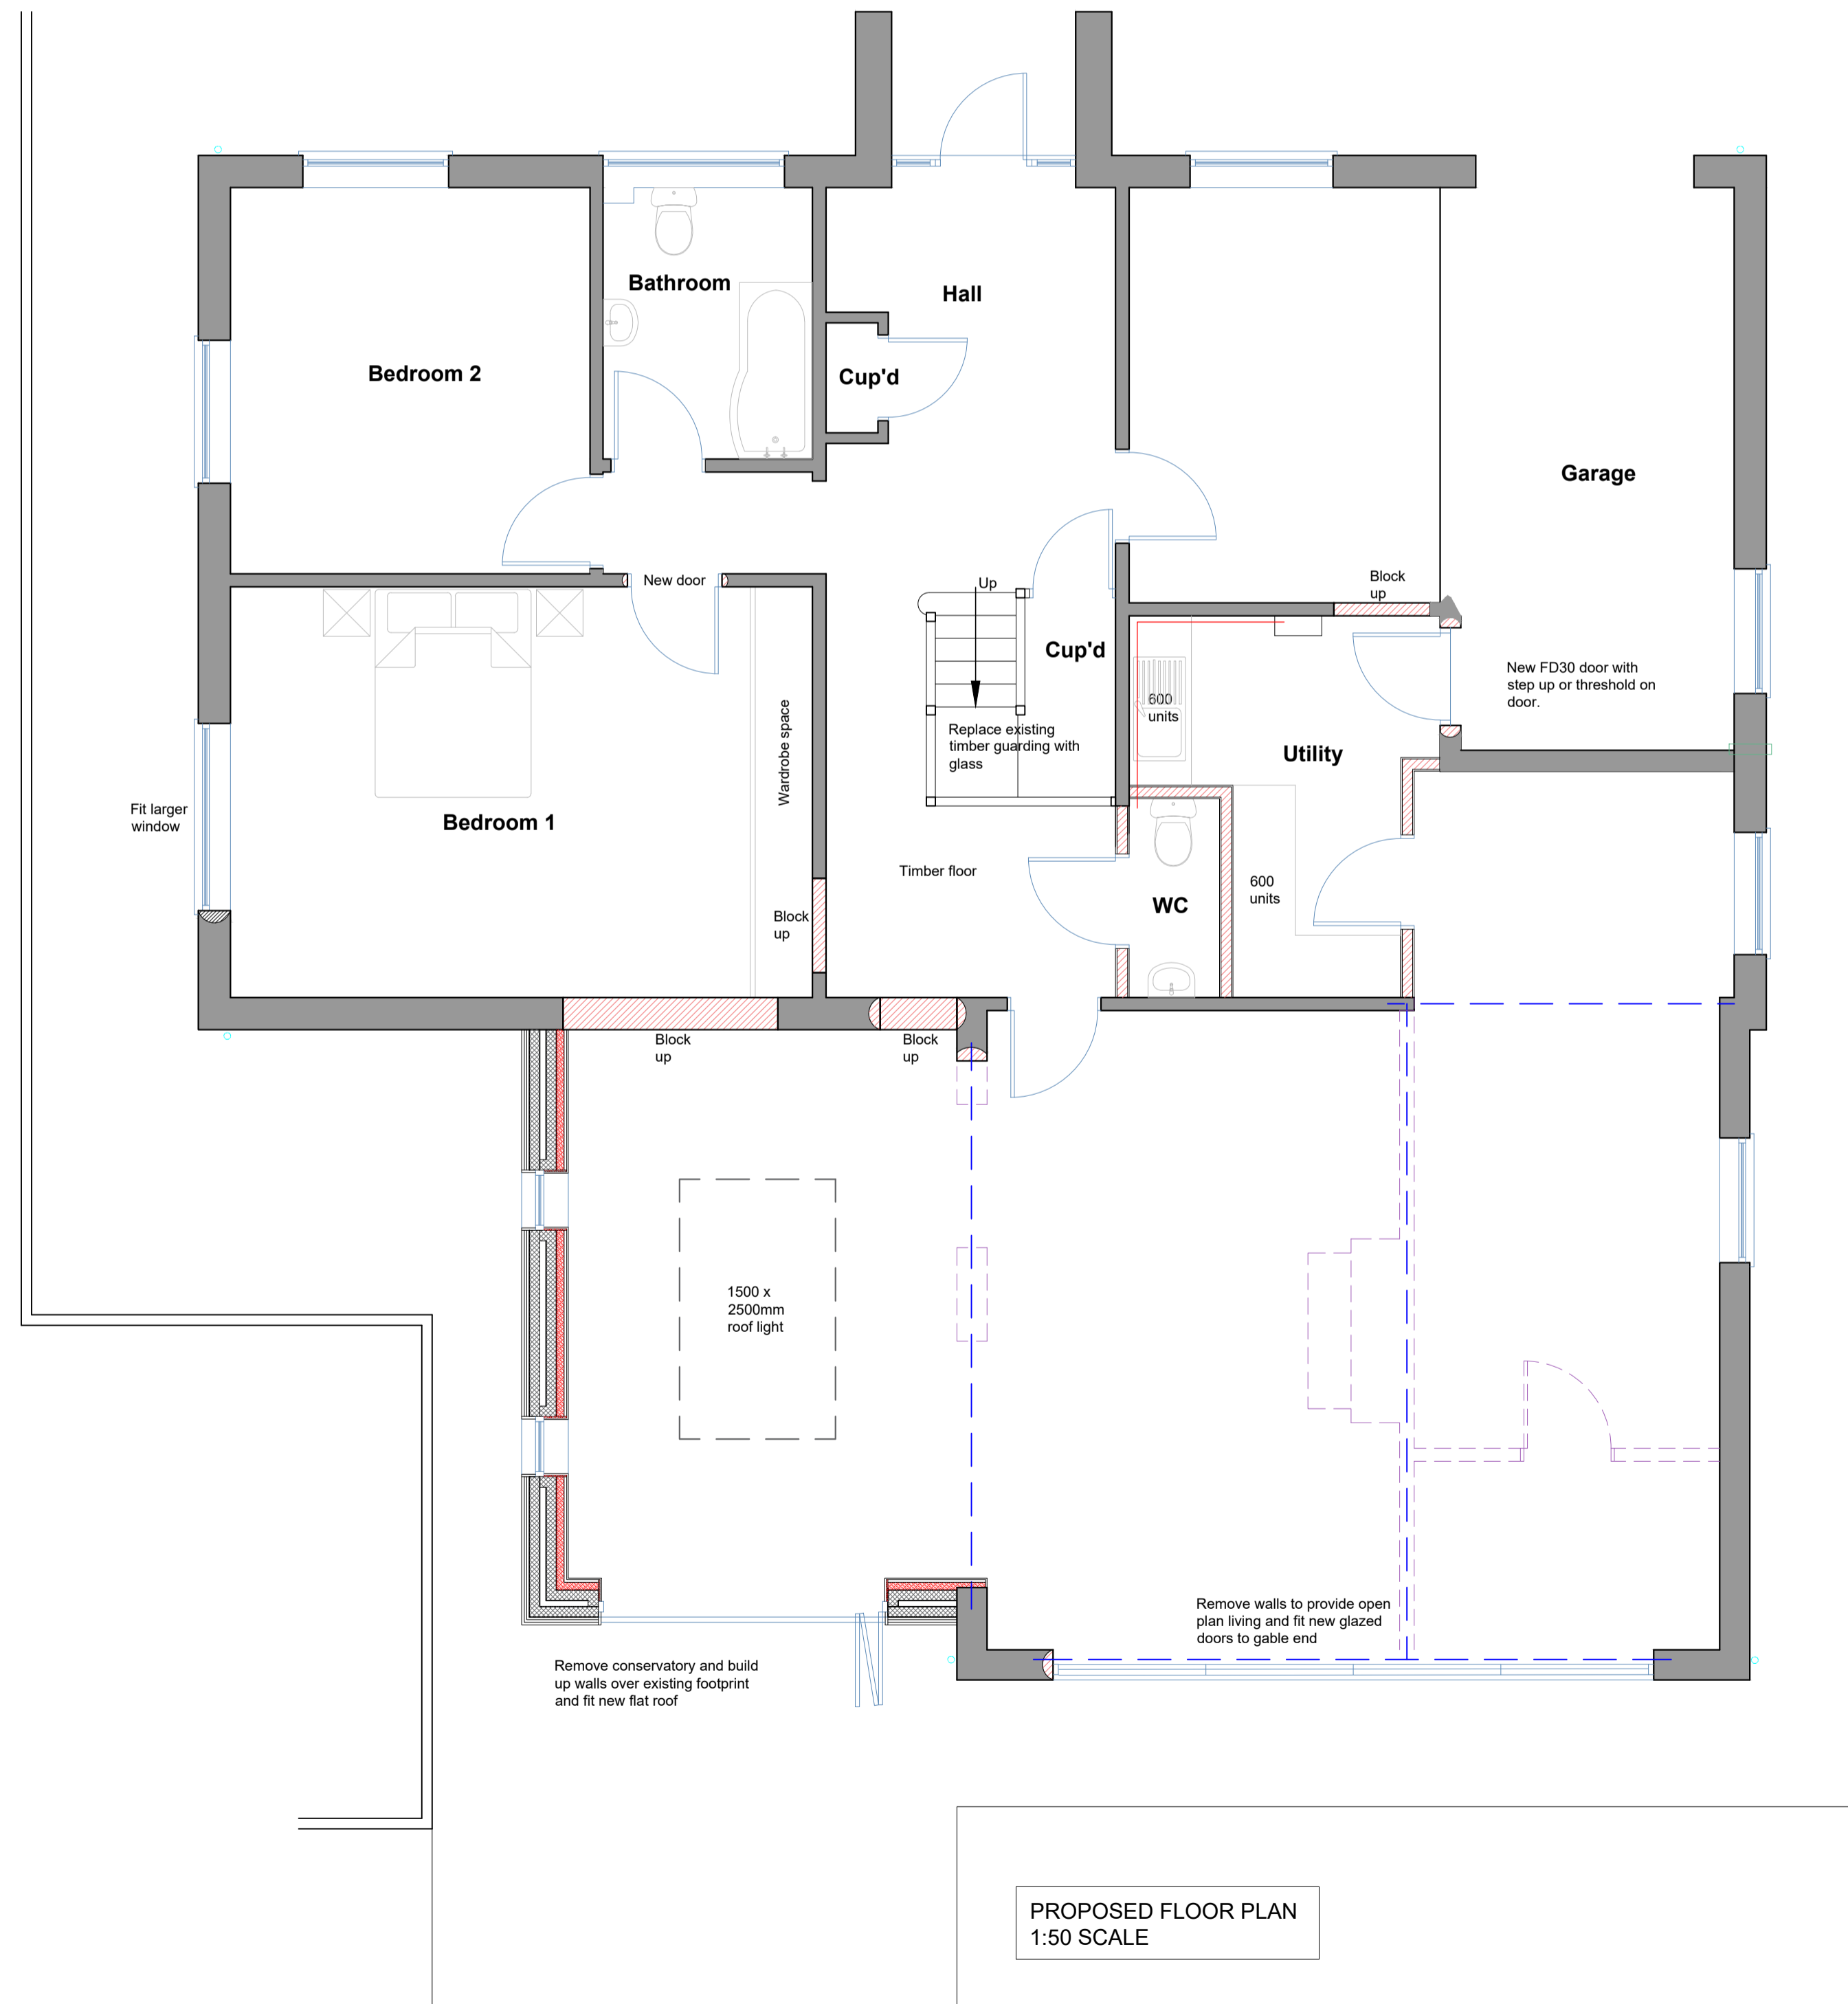 Bathroom
Hall
Bedroom 2
Cup'd
Garage
New door
Up
Block
up
Cup'd
New FD30 door with
step up or threshold on
door.
600
units
Wardrobe space
Replace existing
timber guarding with
glass
Utility
Fit larger
window
Bedroom 1
Timber floor
600
units
WC
Block
up
Block
up
Block
up
1500 x
2500mm
roof light
Remove walls to provide open
plan living and fit new glazed
doors to gable end
Remove conservatory and build
up walls over existing footprint
and fit new flat roof
PROPOSED FLOOR PLAN
1:50 SCALE